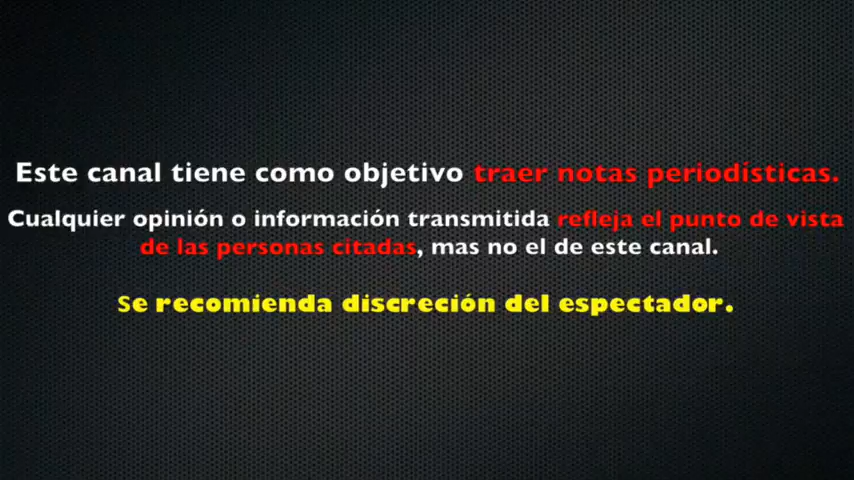 Este canal tiene como objetivo traer notas periodísticas.
Cualquier opinión o información transmitida refleja el punto de vista
de las personas citadas, mas no el de este canal.
Se recomienda discreción del espectador.